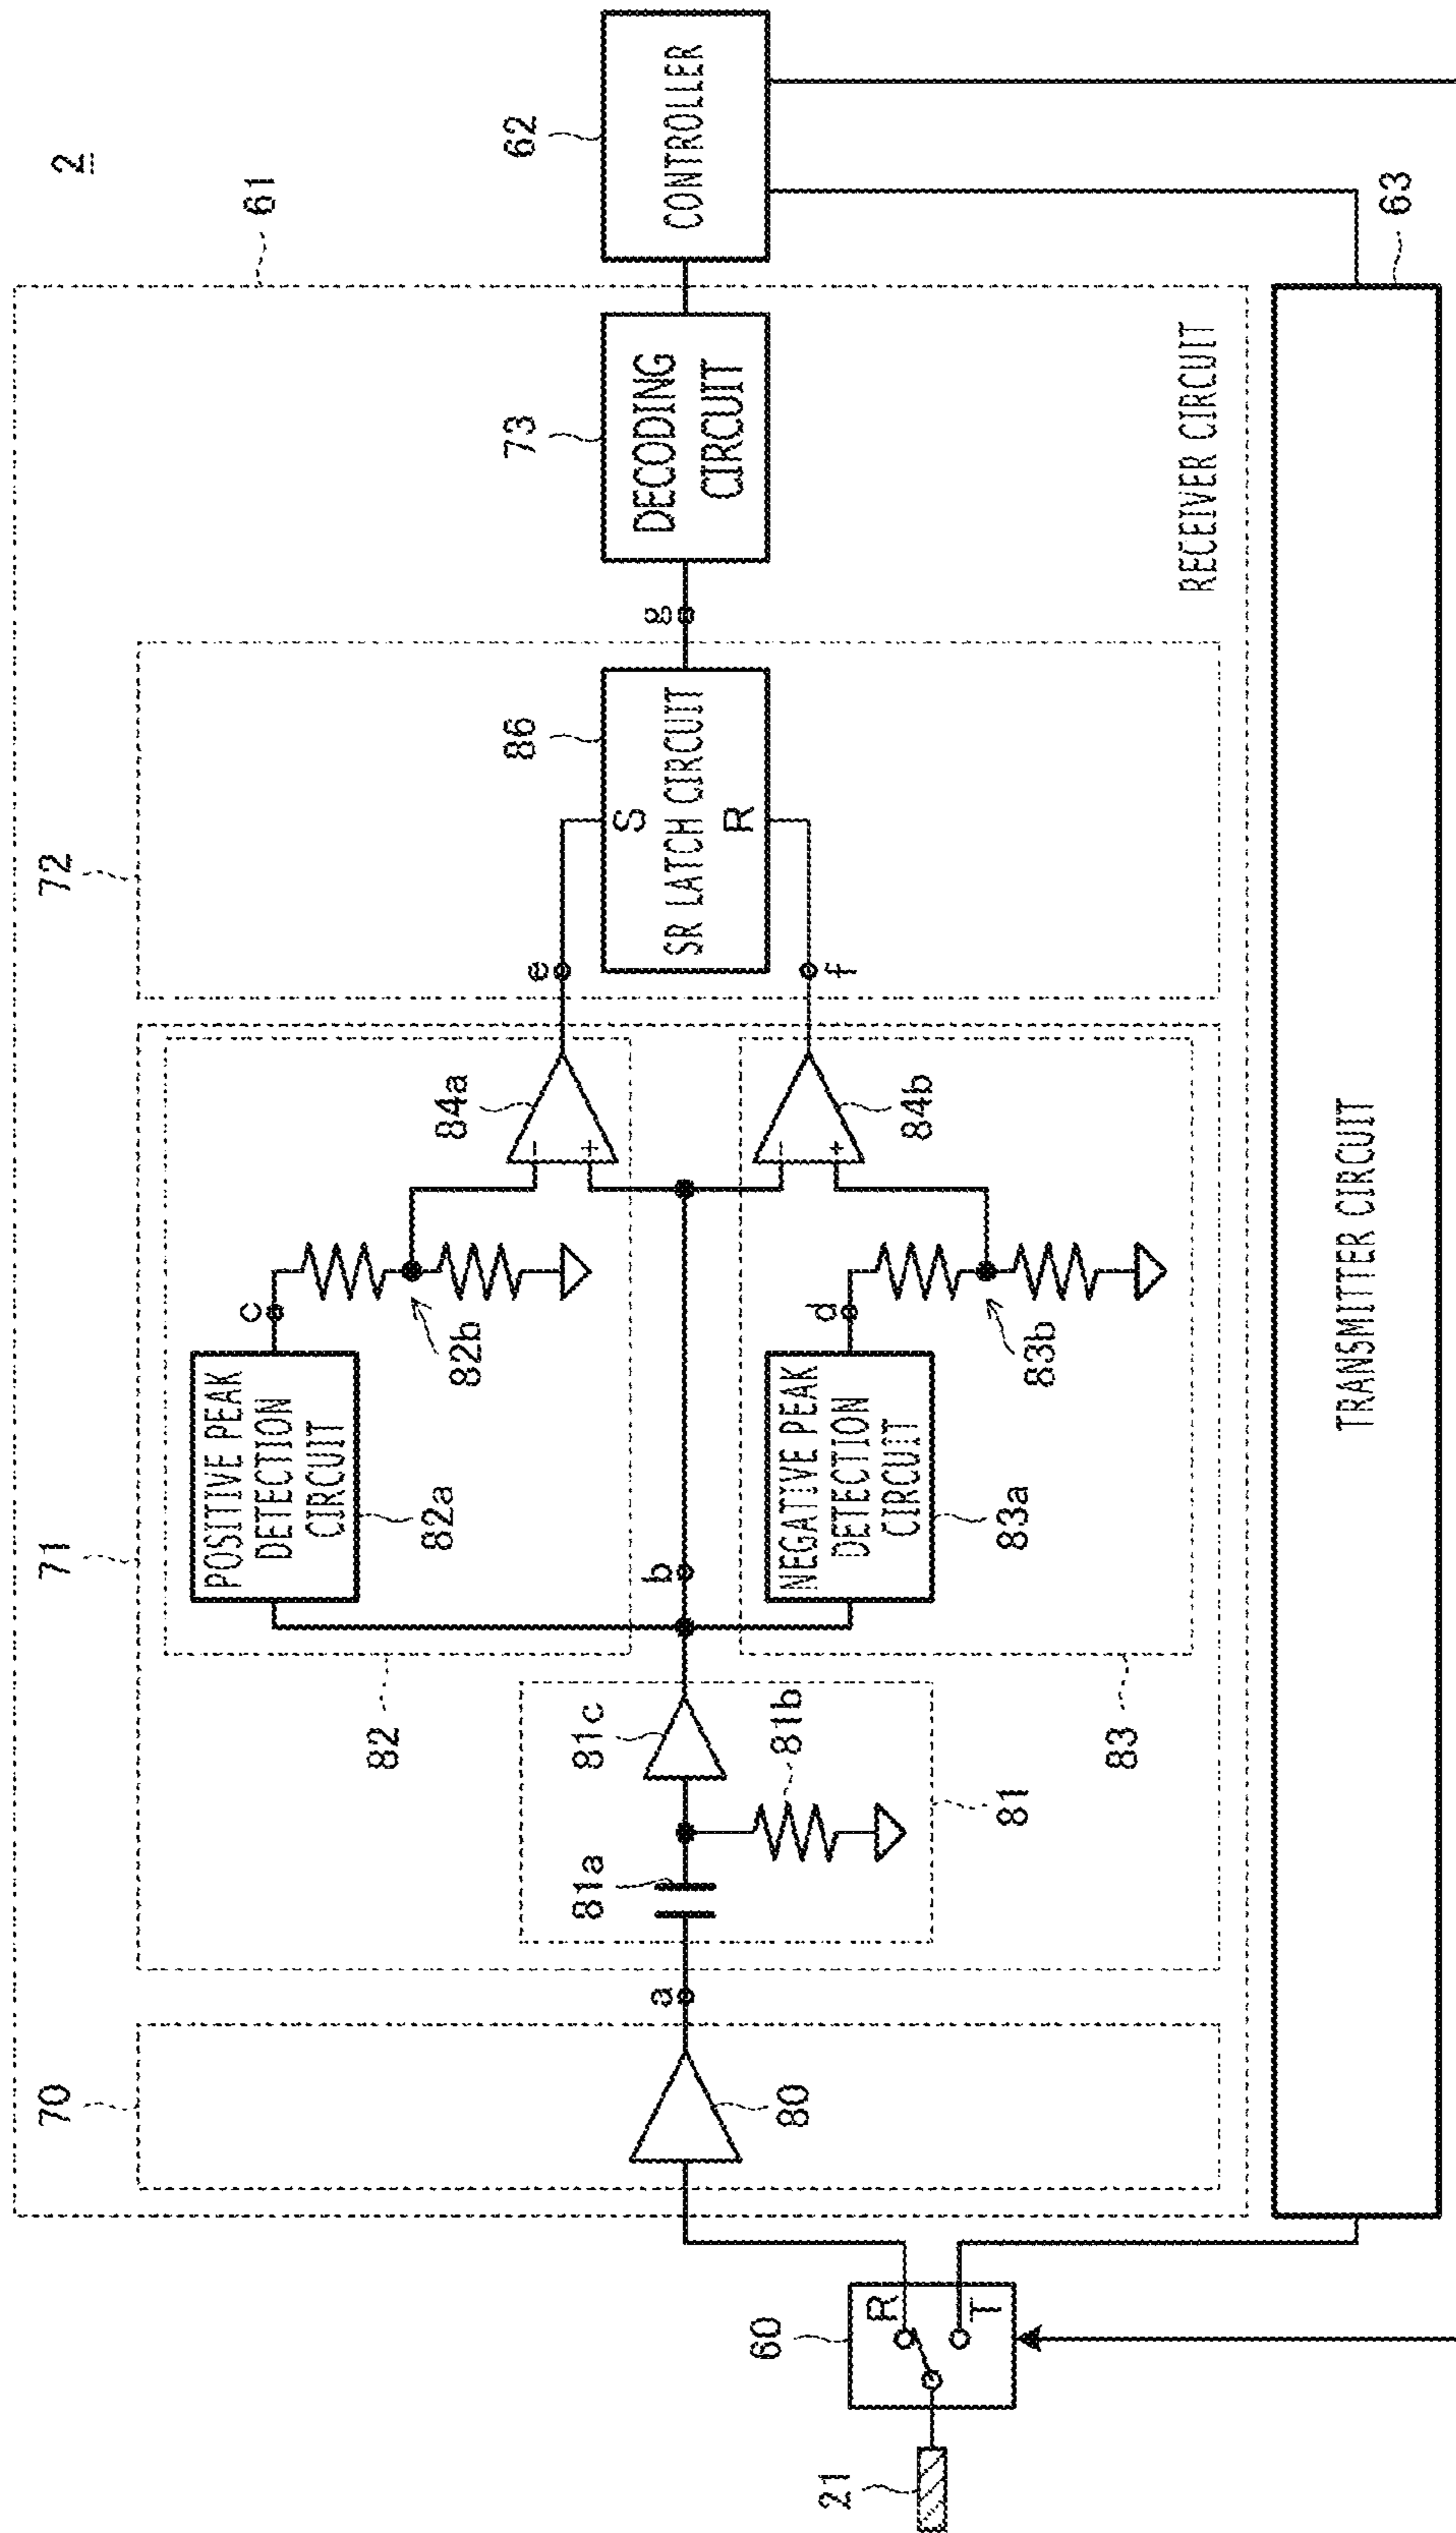 2
61
70
71
72
80
a
81a
81c
81b
81
82
POSITIVE PEAK
DETECTION
CIRCUIT
82a
c
82b
84a
-
+
b
NEGATIVE PEAK
DETECTION
CIRCUIT
83a
d
83b
84b
-
+
83
e
f
86
S
SR LATCH CIRCUIT
R
g
73
DECODING
CIRCUIT
62
CONTROLLER
RECEIVER CIRCUIT
60
R
T
21
TRANSMITTER CIRCUIT
63